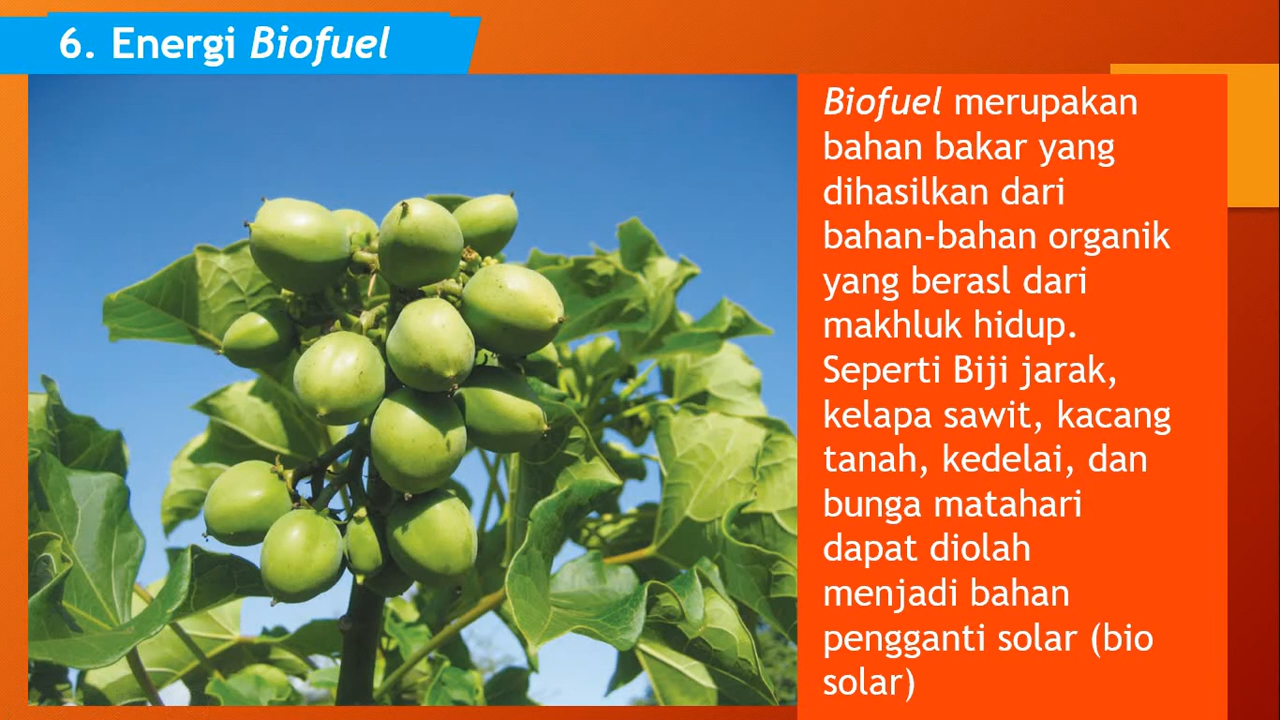 6. Energi Biofuel
Biofuel merupakan
bahan bakar yang
dihasilkan dari
bahan-bahan organik
yang berasl dari
makhluk hidup.
Seperti Biji jarak,
kelapa sawit, kacang
tanah, kedelai, dan
bunga matahari
dapat diolah
menjadi bahan
pengganti solar (bio
solar)